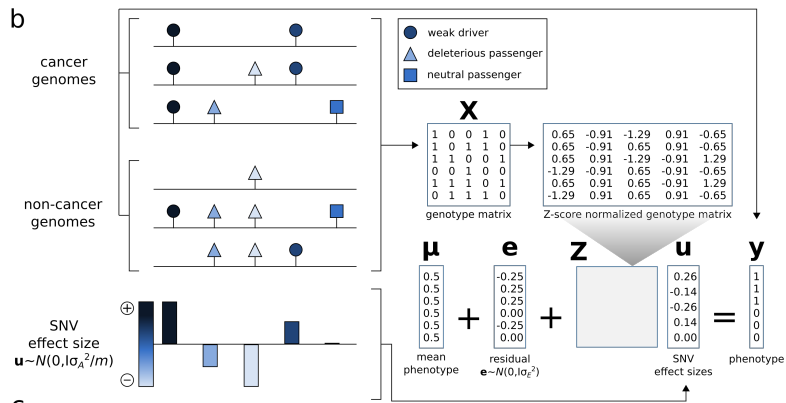 b
cancer
genomes
weak driver
deleterious passenger
neutral passenger
X
1 0 0 1 0
1 0 1 1 0
1 1 0 0 1
0 0 1 0 0
1 1 1 0 1
0 1 1 1 0
genotype matrix
0.65 -0.91 -1.29 0.91 -0.65
0.65 -0.91 0.65 0.91 -0.65
0.65 0.91 -1.29 -0.91 1.29
-1.29 -0.91 0.65 -0.91 -0.65
0.65 0.91 0.65 -0.91 1.29
-1.29 0.91 0.65 0.91 -0.65
Z-score normalized genotype matrix
non-cancer
genomes
μ + e + Z u = y
0.5
0.5
0.5
0.5
0.5
0.5
mean
phenotype
-0.25
0.25
0.25
0.00
-0.25
0.00
residual
e~N(0,Iσ_E²)
0.26
-0.14
-0.26
0.14
0.00
SNV
effect sizes
1
1
1
0
0
0
phenotype
SNV
effect size
u~N(0,Iσ_A²/m)
+
−